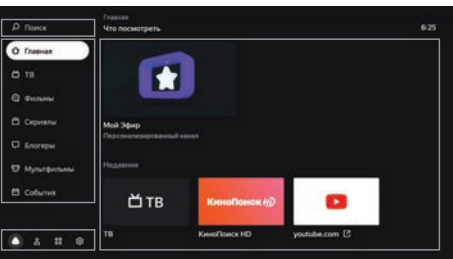 Поиск
Главная
ТВ
Фильмы
Сериалы
Блогеры
Мультфильмы
События
Главная
Что посмотреть
6:25
Мой Эфир
Персонализированный канал
Недавние
ТВ
КиноПоиск HD
ТВ
КиноПоиск HD
youtube.com